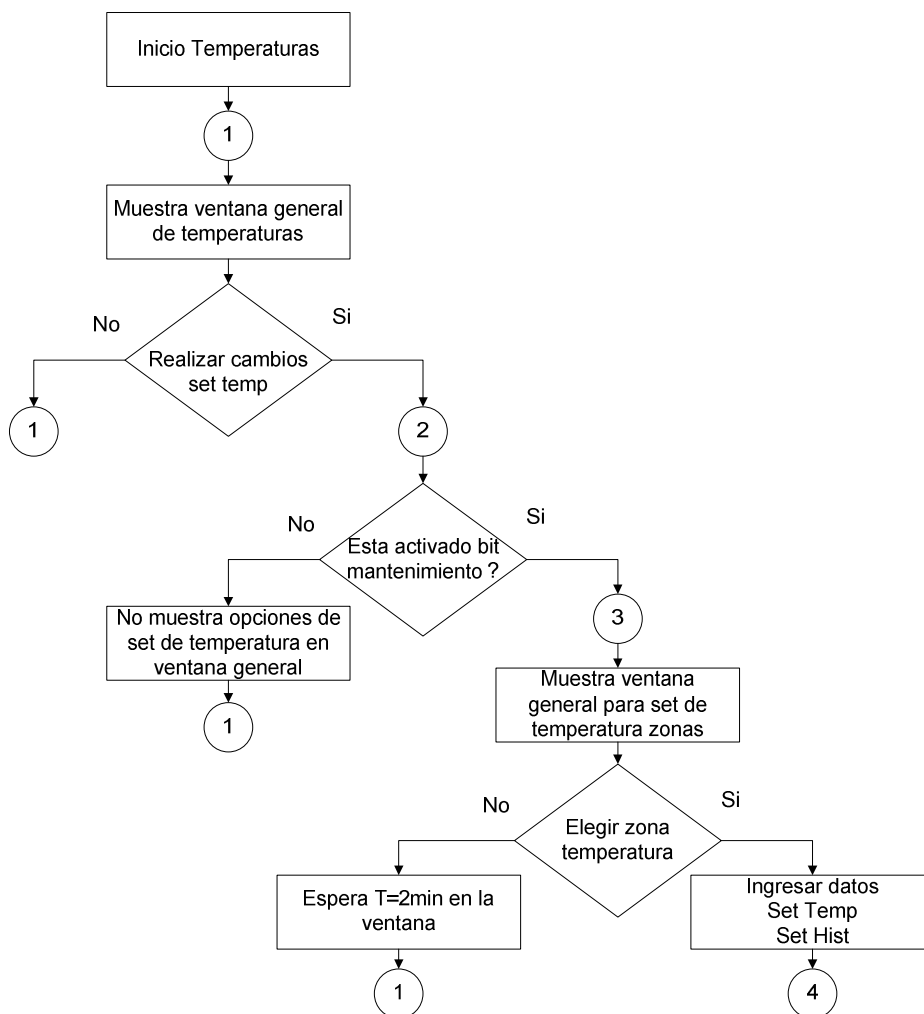 Inicio Temperaturas
1
Muestra ventana general
de temperaturas
No
Si
Realizar cambios
set temp
1
2
No
Si
Esta activado bit
mantenimiento ?
No muestra opciones de
set de temperatura en
ventana general
3
1
Muestra ventana
general para set de
temperatura zonas
No
Si
Elegir zona
temperatura
Espera T=2min en la
ventana
Ingresar datos
Set Temp
Set Hist
1
4